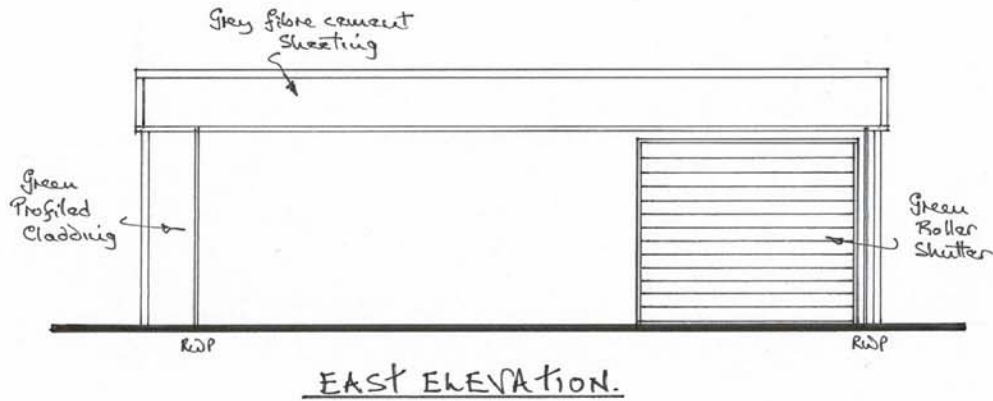 Grey fibre cement
Sheeting
Green
Profiled
Cladding
Green
Roller
Shutter
RWP
RWP
EAST ELEVATION.